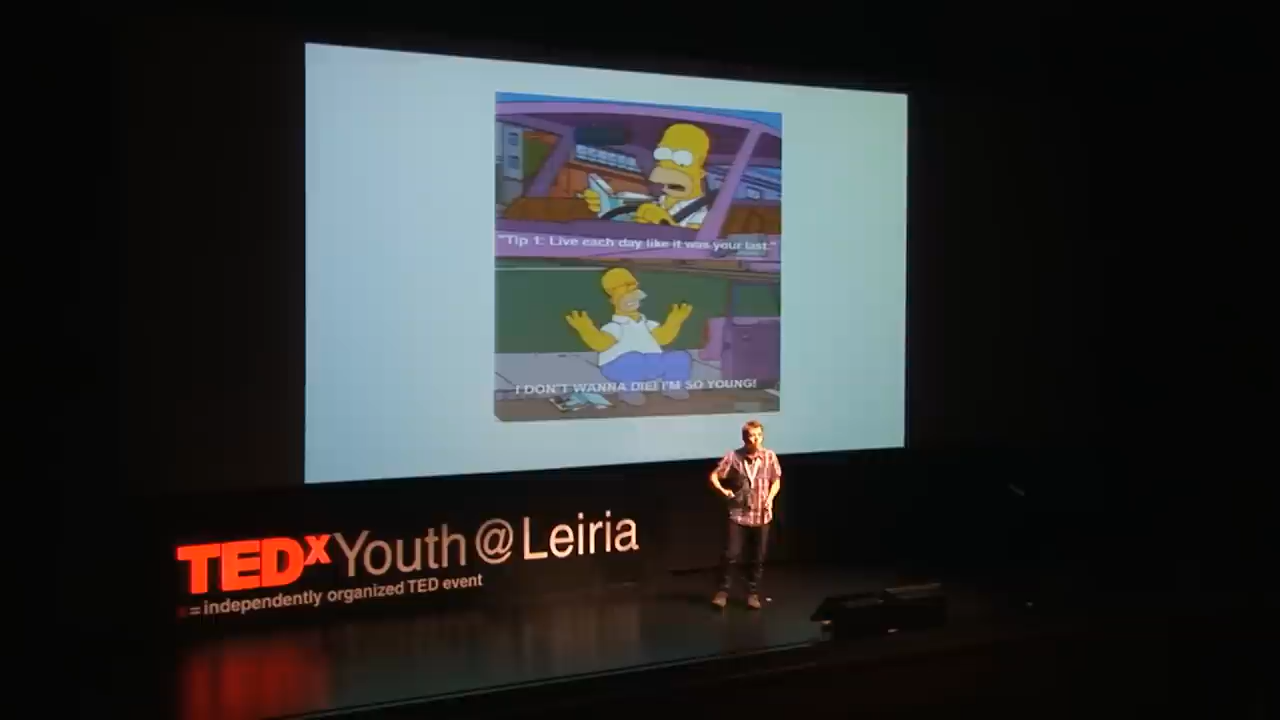 "Tip 1: Live each day like it was your last."
I DON'T WANNA DIE! I'M SO YOUNG!
TEDxYouth@Leiria
=independently organized TED event